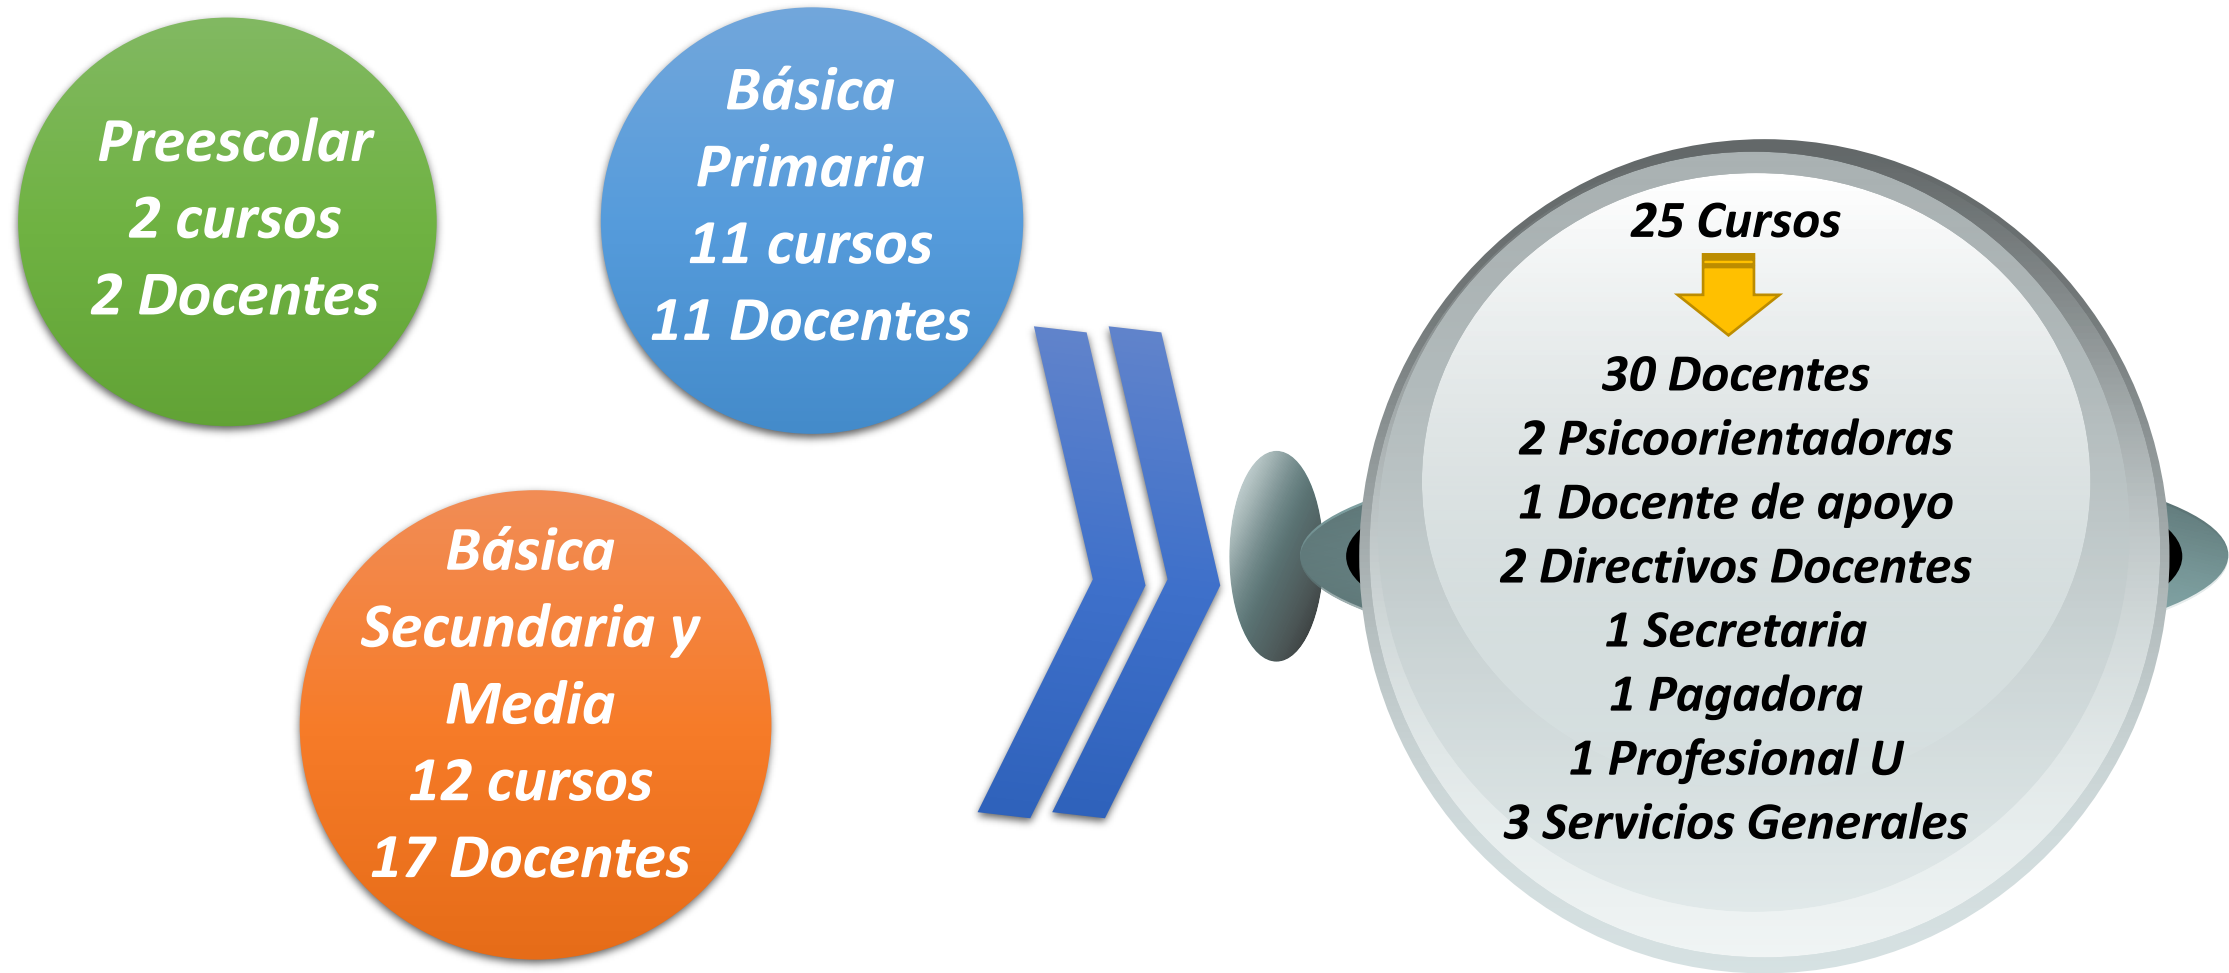 Preescolar
2 cursos
2 Docentes
Básica
Primaria
11 cursos
11 Docentes
Básica
Secundaria y
Media
12 cursos
17 Docentes
25 Cursos
30 Docentes
2 Psicoorientadoras
1 Docente de apoyo
2 Directivos Docentes
1 Secretaria
1 Pagadora
1 Profesional U
3 Servicios Generales